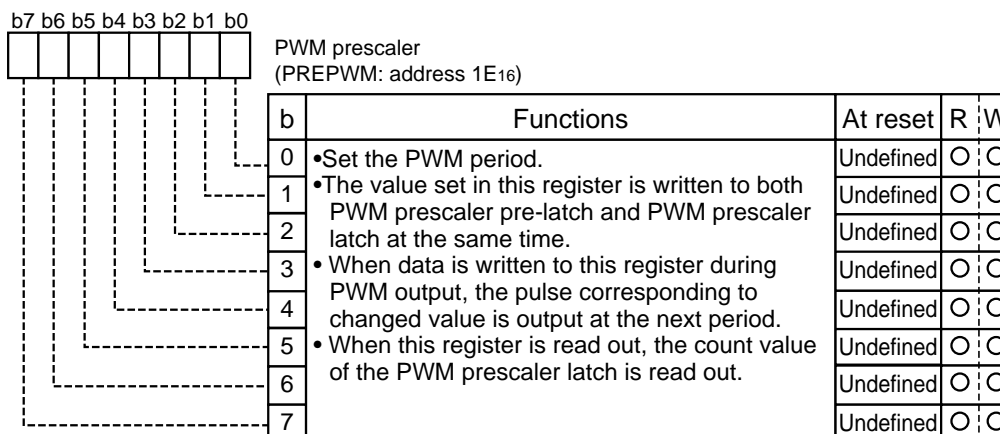 b7 b6 b5 b4 b3 b2 b1 b0
PWM prescaler
(PREPWM: address 1E16)
b Functions At reset R W
0 •Set the PWM period. Undefined O O
1 •The value set in this register is written to both Undefined O O
PWM prescaler pre-latch and PWM prescaler
2 latch at the same time. Undefined O O
3 • When data is written to this register during Undefined O O
PWM output, the pulse corresponding to
4 changed value is output at the next period. Undefined O O
5 • When this register is read out, the count value Undefined O O
6 of the PWM prescaler latch is read out. Undefined O O
7 Undefined O O